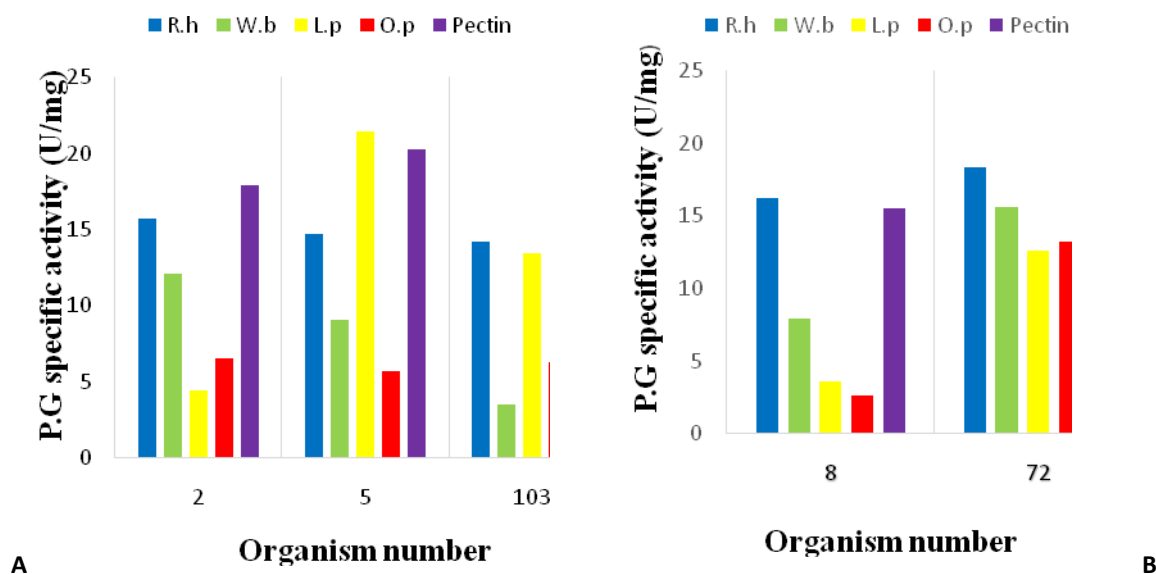 R.h W.b L.p O.p Pectin
P.G specific activity (U/mg)
25
20
15
10
5
0
2 5 103
Organism number
A
R.h W.b L.p O.p Pectin
P.G specific activity (U/mg)
25
20
15
10
5
0
8 72
Organism number
B